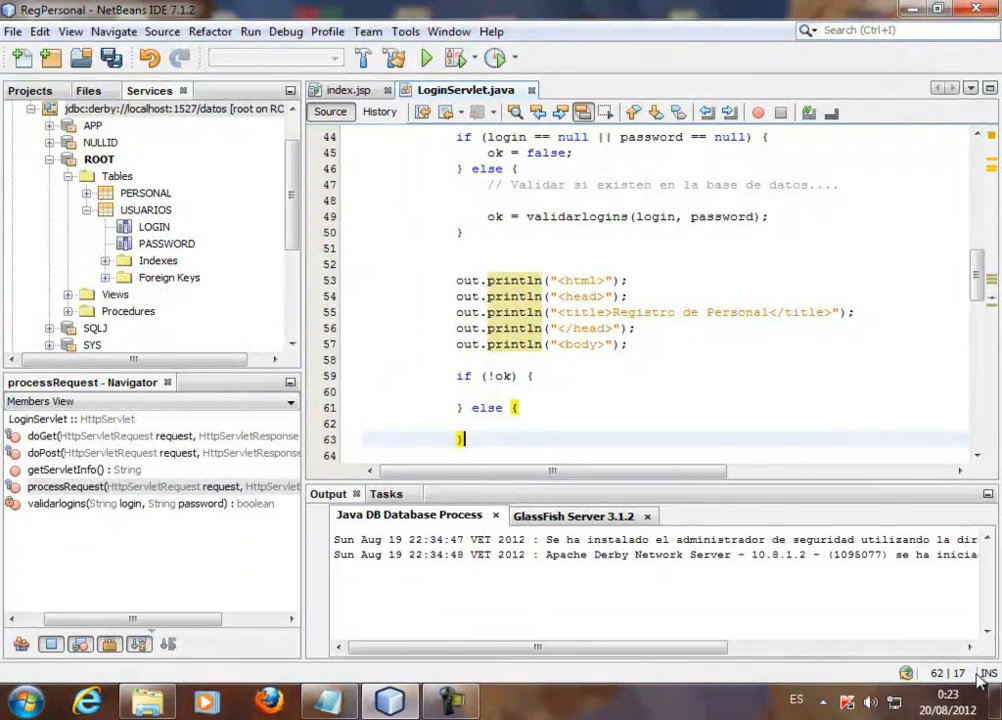 RegPersonal - NetBeans IDE 7.1.2
File Edit View Navigate Source Refactor Run Debug Profile Team Tools Window Help
Search (Ctrl+I)
Projects Files Services
jdbc:derby://localhost:1527/datos [root on RO
APP
NULLID
ROOT
Tables
PERSONAL
USUARIOS
LOGIN
PASSWORD
Indexes
Foreign Keys
Views
Procedures
SQLJ
SYS
processRequest - Navigator
Members View
LoginServlet :: HttpServlet
doGet(HttpServletRequest request, HttpServletResponse
doPost(HttpServletRequest request, HttpServletResponse
getServletInfo() : String
processRequest(HttpServletRequest request, HttpServlet
validarlogins(String login, String password) : boolean
index.jsp LoginServlet.java
Source History
44 if (login == null || password == null) {
45 ok = false;
46 } else {
47 // Validar si existen en la base de datos....
48
49 ok = validarlogins(login, password);
50 }
51
52
53 out.println("<html>");
54 out.println("<head>");
55 out.println("<title>Registro de Personal</title>");
56 out.println("</head>");
57 out.println("<body>");
58
59 if (!ok) {
60
61 } else {
62
63 }
64
Output Tasks
Java DB Database Process GlassFish Server 3.1.2
Sun Aug 19 22:34:47 VET 2012 : Se ha instalado el administrador de seguridad utilizando la dir
Sun Aug 19 22:34:48 VET 2012 : Apache Derby Network Server - 10.8.1.2 - (1095077) se ha inicia
62 | 17 INS
ES
0:23
20/08/2012